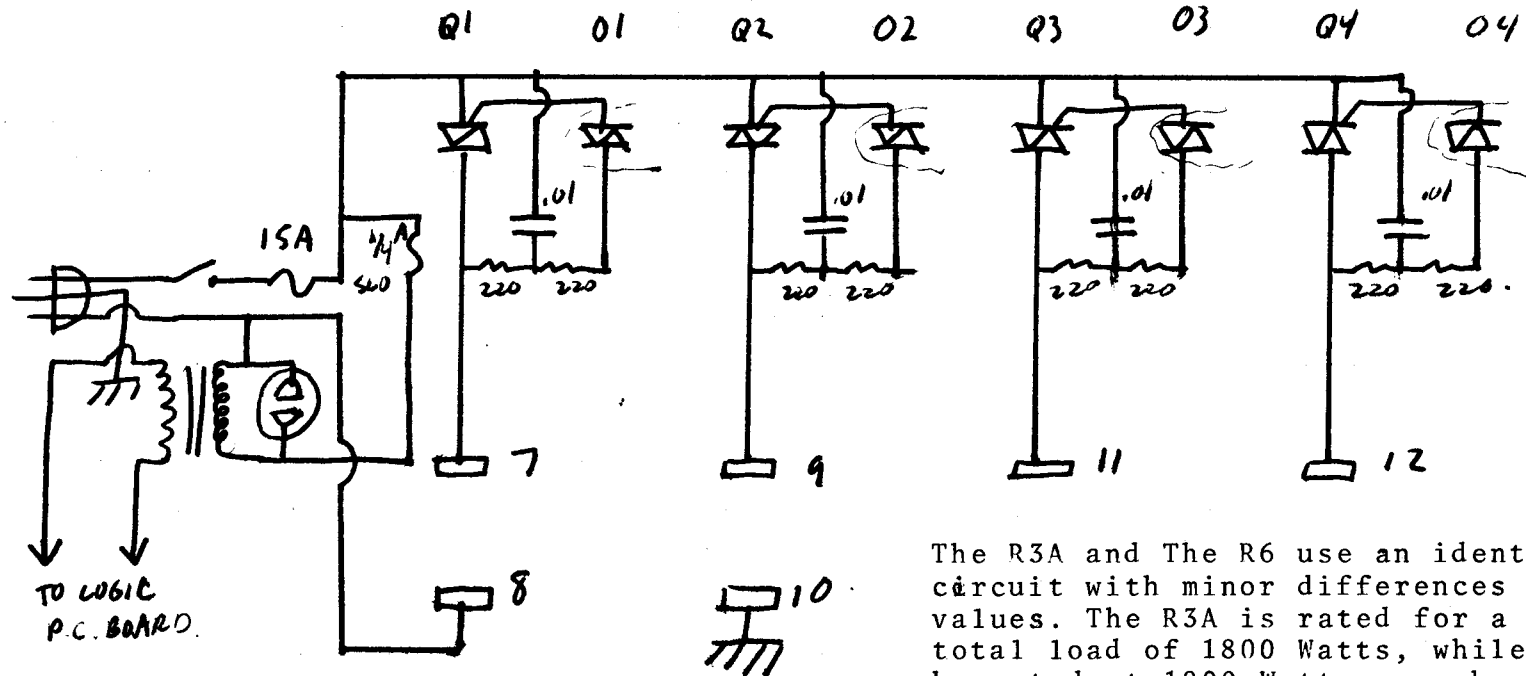 Q1 O1 Q2 O2 Q3 O3 Q4 O4
.01 .01 .01 .01
15A 1/4 A
220 220 220 220 220 220 220 220.
7 9 11 12
8 10
TO LOGIC
P.C. BOARD.
The R3A and The R6 use an ident
circuit with minor differences
values. The R3A is rated for a
total load of 1800 Watts, while